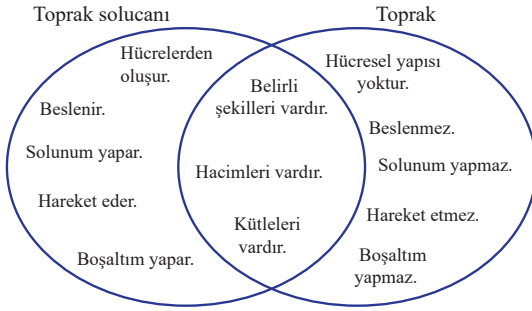 Toprak solucanı
Toprak
Hücrelerden
oluşur.
Beslenir.
Solunum yapar.
Hareket eder.
Boşaltım yapar.
Belirli
şekilleri vardır.
Hacimleri vardır.
Kütleleri
vardır.
Hücresel yapısı
yoktur.
Beslenmez.
Solunum yapmaz.
Hareket etmez.
Boşaltım
yapmaz.